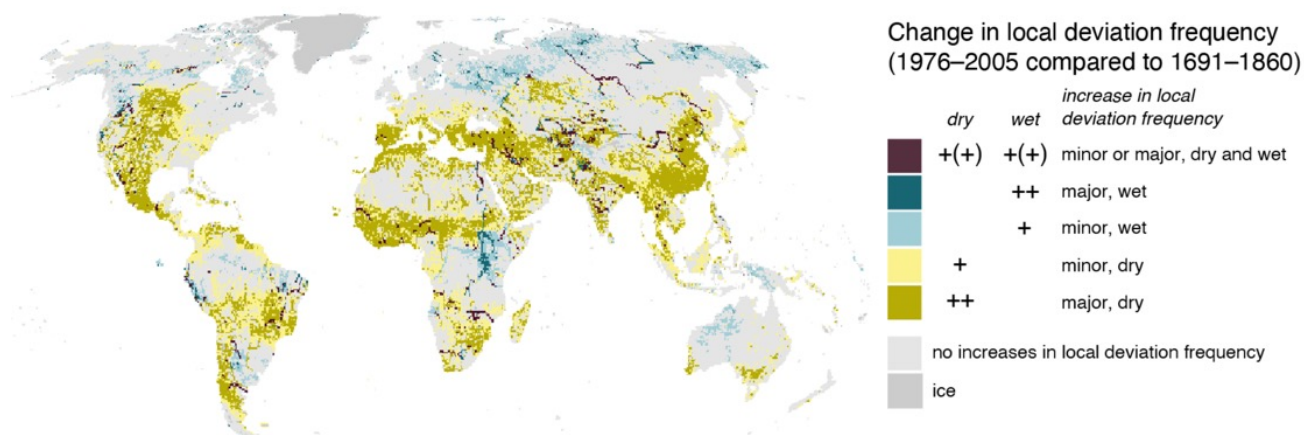 Change in local deviation frequency
(1976–2005 compared to 1691–1860)
increase in local
dry wet deviation frequency
+(+) +(+) minor or major, dry and wet
++ major, wet
+ minor, wet
+ minor, dry
++ major, dry
no increases in local deviation frequency
ice